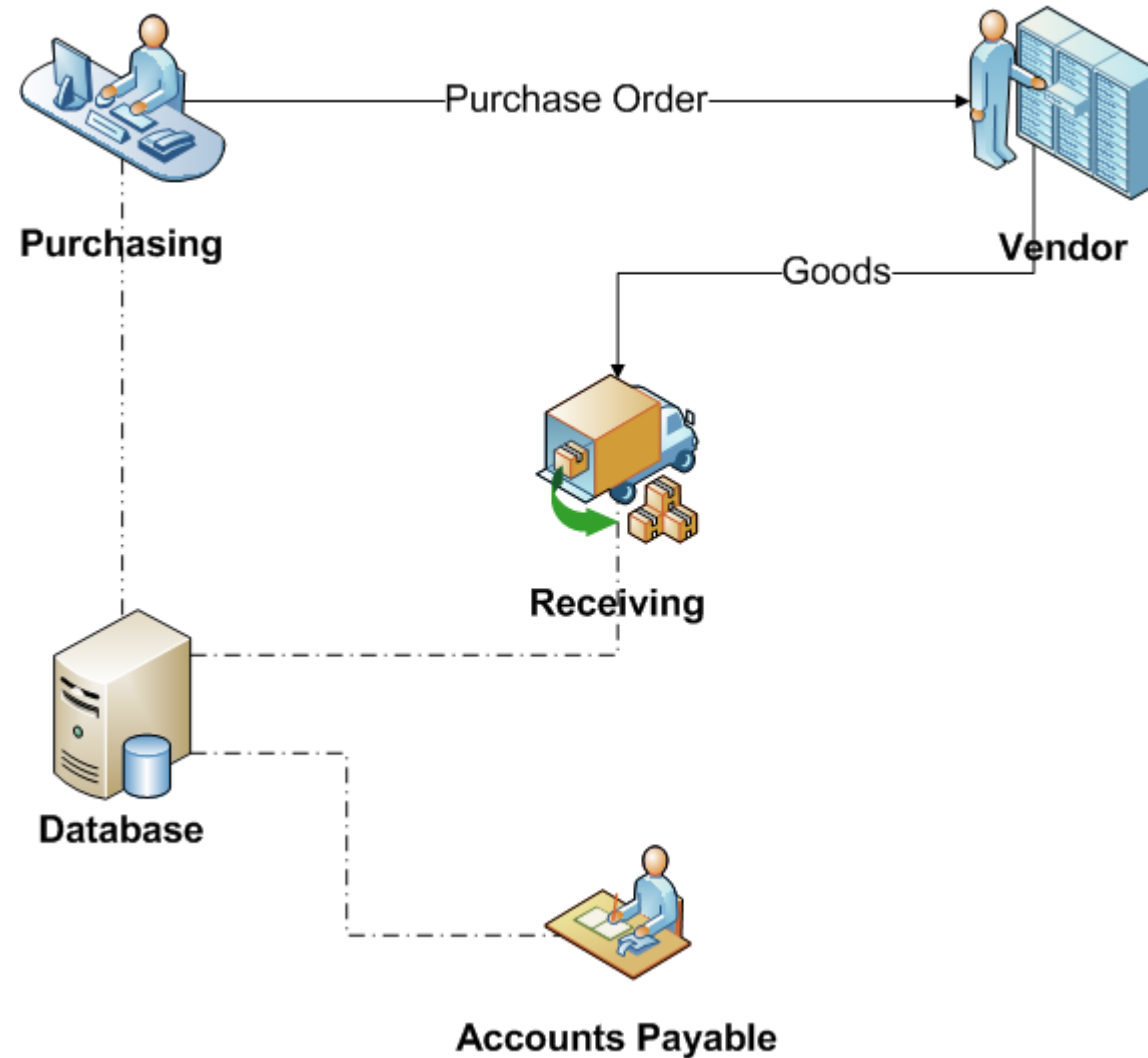 Purchase Order
Purchasing
Vendor
Goods
Receiving
Database
Accounts Payable